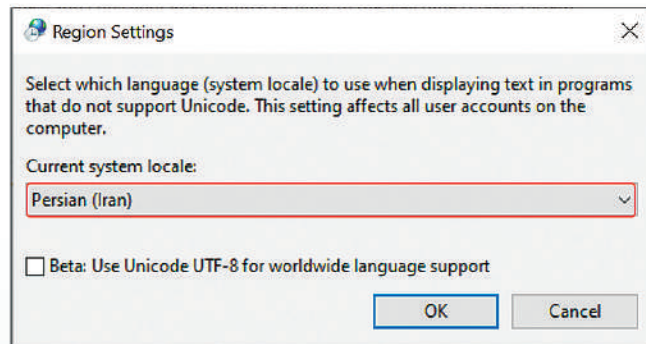 Region Settings
Select which language (system locale) to use when displaying text in programs
that do not support Unicode. This setting affects all user accounts on the
computer.
Current system locale:
Persian (Iran)
Beta: Use Unicode UTF-8 for worldwide language support
OK Cancel